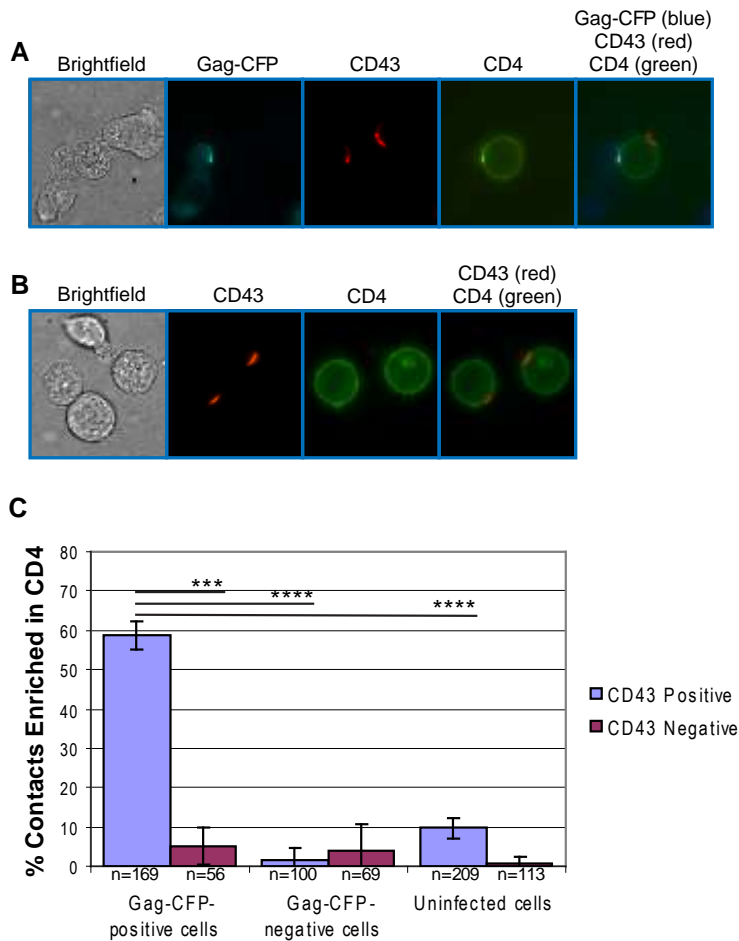 A
Brightfield
Gag-CFP
CD43
CD4
Gag-CFP (blue)
CD43 (red)
CD4 (green)
B
Brightfield
CD43
CD4
CD43 (red)
CD4 (green)
C
% Contacts Enriched in CD4
80
70
60
50
40
30
20
10
0
***
****
****
n=169 n=56 n=100 n=69 n=209 n=113
Gag-CFP-
positive cells
Gag-CFP-
negative cells
Uninfected cells
CD43 Positive
CD43 Negative